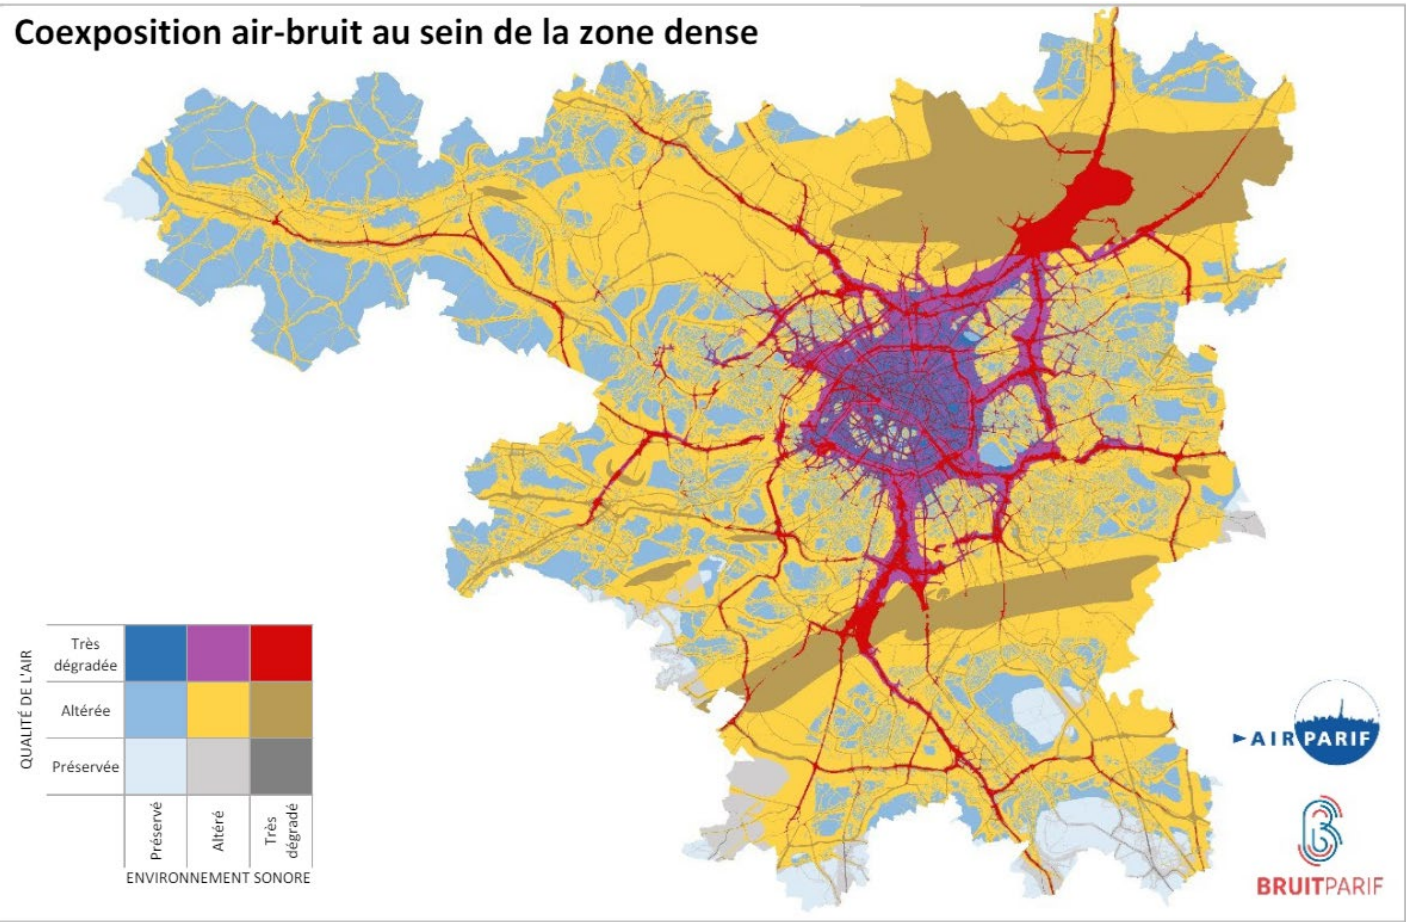 Coexposition air-bruit au sein de la zone dense
QUALITÉ DE L'AIR
Très
dégradée
Altérée
Préservée
Préservé
Altéré
Très
dégradé
ENVIRONNEMENT SONORE
AIRPARIF
BRUITPARIF